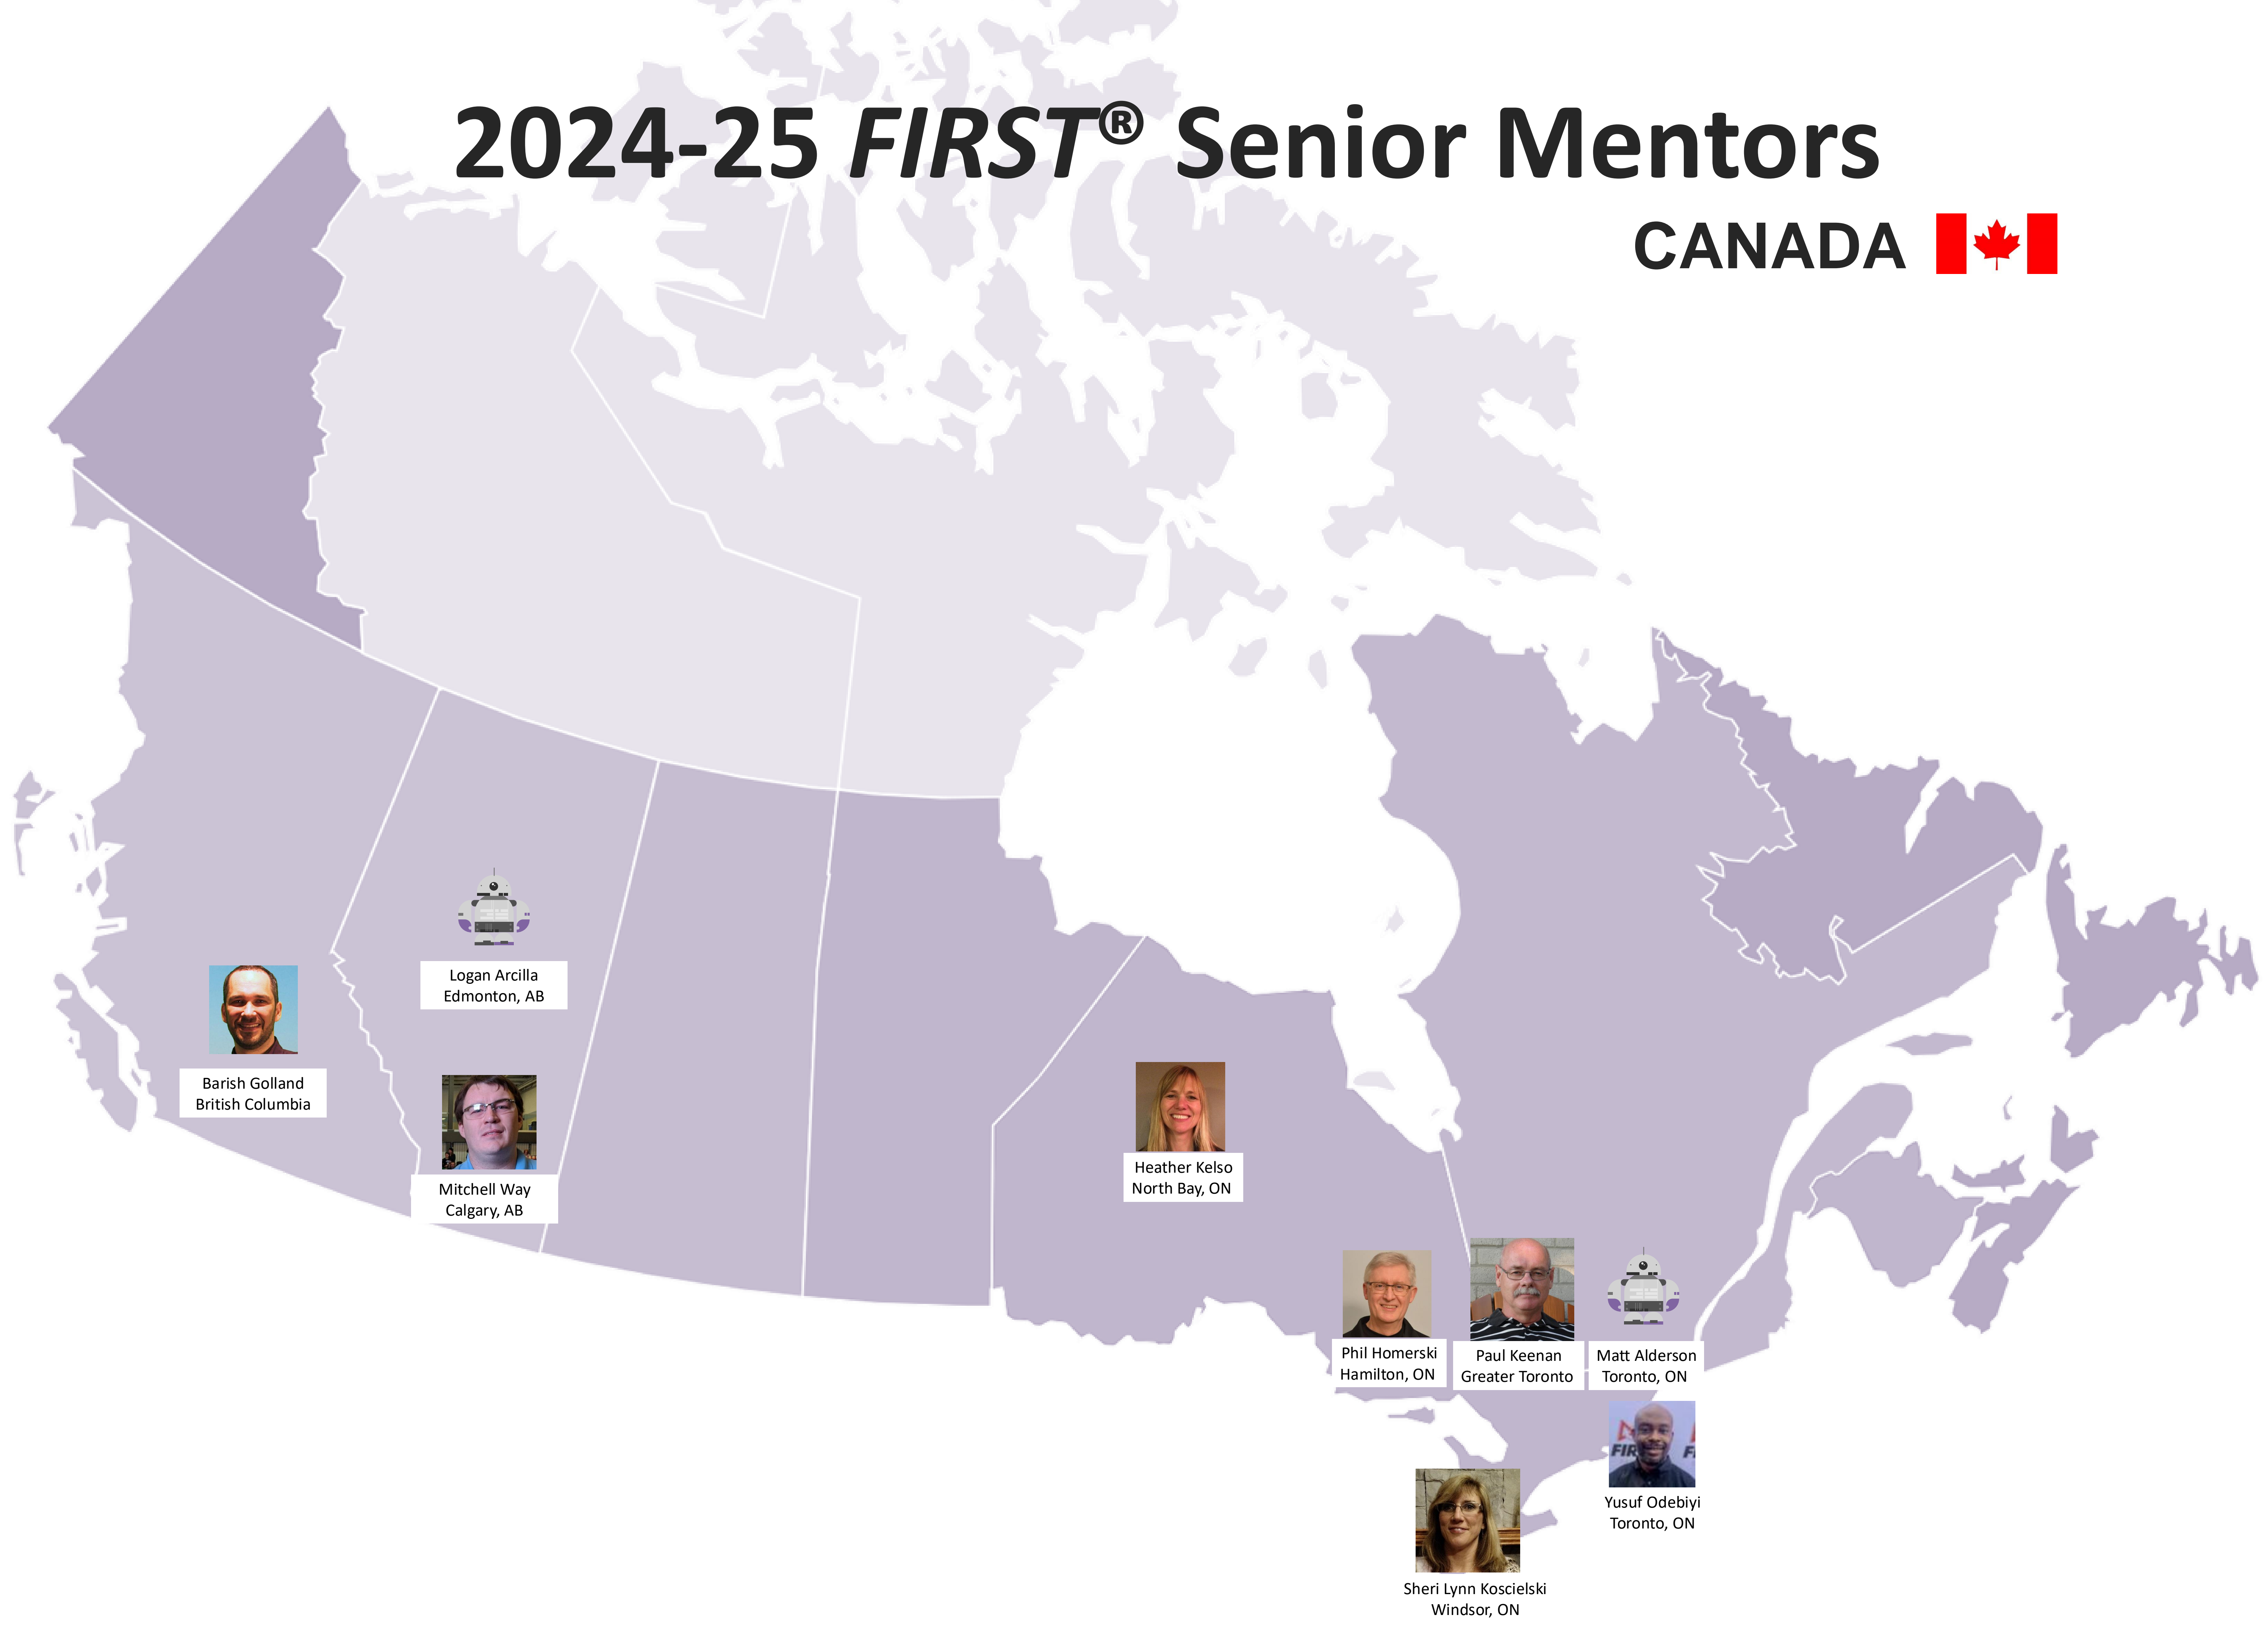 2024-25 FIRST® Senior Mentors
CANADA
Logan Arcilla
Edmonton, AB
Barish Golland
British Columbia
Mitchell Way
Calgary, AB
Heather Kelso
North Bay, ON
Phil Homerski
Hamilton, ON
Paul Keenan
Greater Toronto
Matt Alderson
Toronto, ON
FIR
F
Yusuf Odebiyi
Toronto, ON
Sheri Lynn Koscielski
Windsor, ON